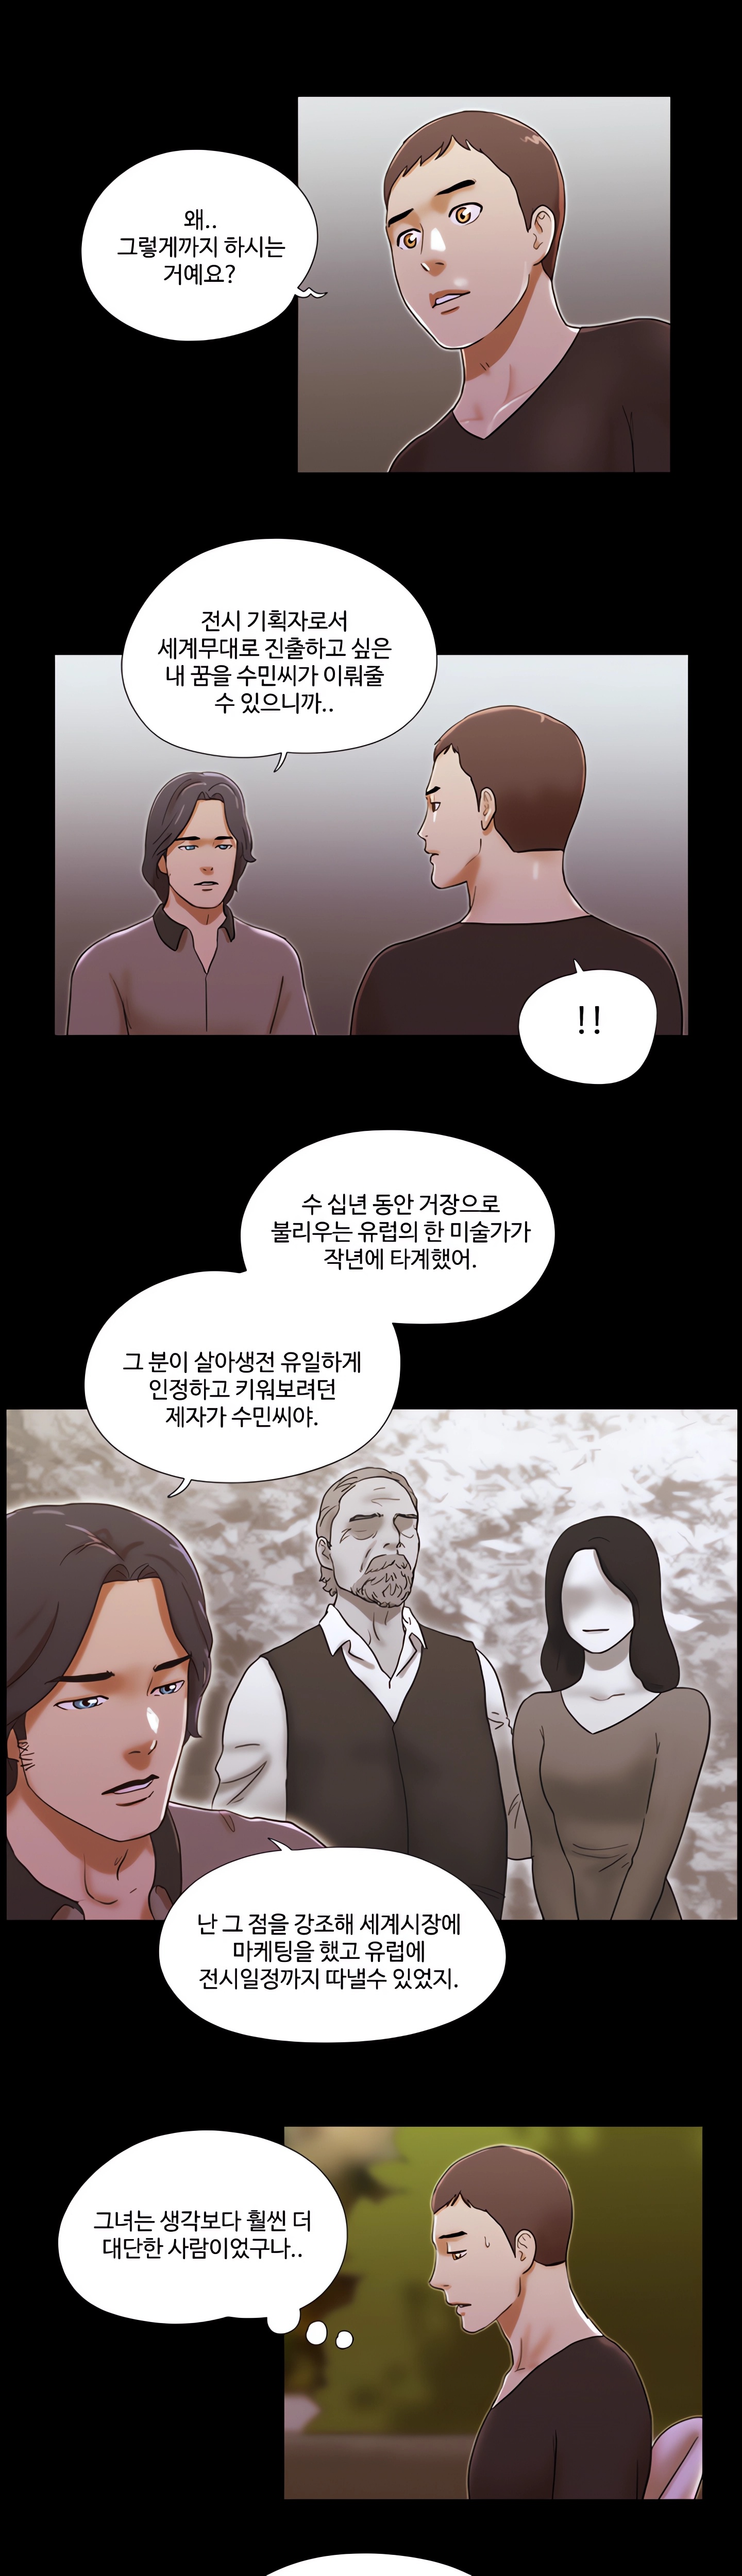 왜..
그렇게까지 하시는
거예요?
전시 기획자로서
세계무대로 진출하고 싶은
내 꿈을 수민씨가 이뤄줄
수 있으니까..
!!
수 십년 동안 거장으로
불리우는 유럽의 한 미술가가
작년에 타계했어.
그 분이 살아생전 유일하게
인정하고 키워보려던
제자가 수민씨야.
난 그 점을 강조해 세계시장에
마케팅을 했고 유럽에
전시일정까지 따낼수 있었지.
그녀는 생각보다 훨씬 더
대단한 사람이었구나..